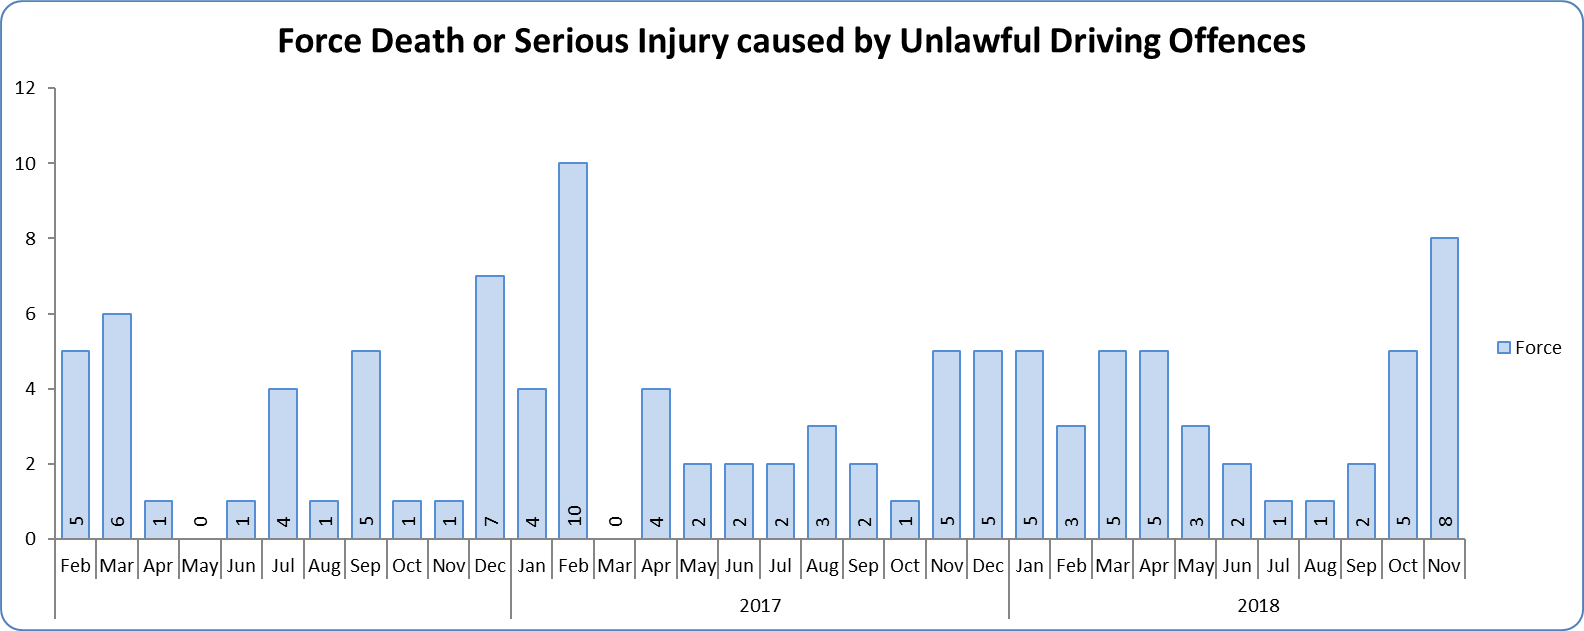 Force Death or Serious Injury caused by Unlawful Driving Offences
12
10
8
6
4
2
0
5 6 1 0 1 4 1 5 1 1 7 4 10 0 4 2 2 2 3 2 1 5 5 5 3 5 5 3 2 1 1 2 5 8
Feb Mar Apr May Jun Jul Aug Sep Oct Nov Dec Jan Feb Mar Apr May Jun Jul Aug Sep Oct Nov Dec Jan Feb Mar Apr May Jun Jul Aug Sep Oct Nov
2017 2018
Force